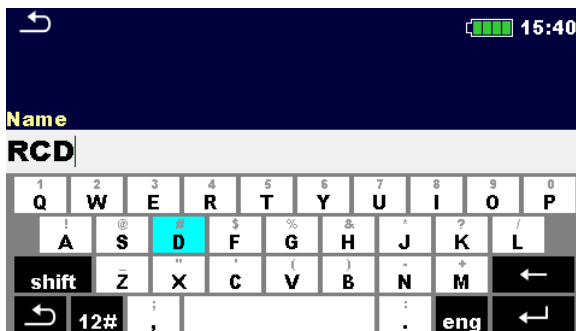 15:40
Name
RCD
1 2 3 4 5 6 7 8 9 0
Q W E R T Y U I O P
! @ # $ % & * ? /
A S D F G H J K L
_ " ' ( ) - +
shift Z X C V B N M
; :
12# , . eng